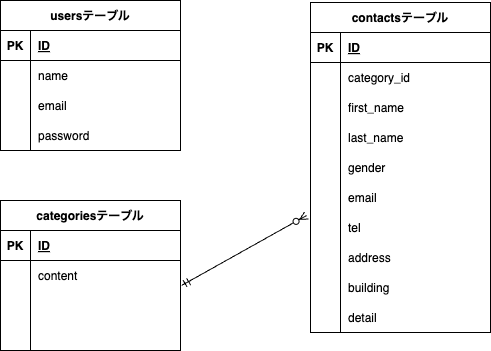 usersテーブル
PK ID
name
email
password
categoriesテーブル
PK ID
content
contactsテーブル
PK ID
category_id
first_name
last_name
gender
email
tel
address
building
detail